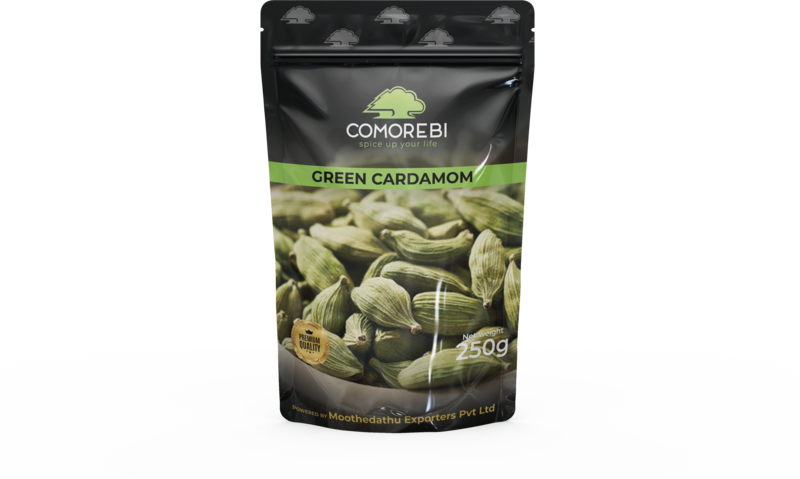 COMOREBI
spice up your life
GREEN CARDAMOM
PREMIUM
QUALITY
Net weight
250g
POWERED BY Moothedathu Exporters Pvt Ltd